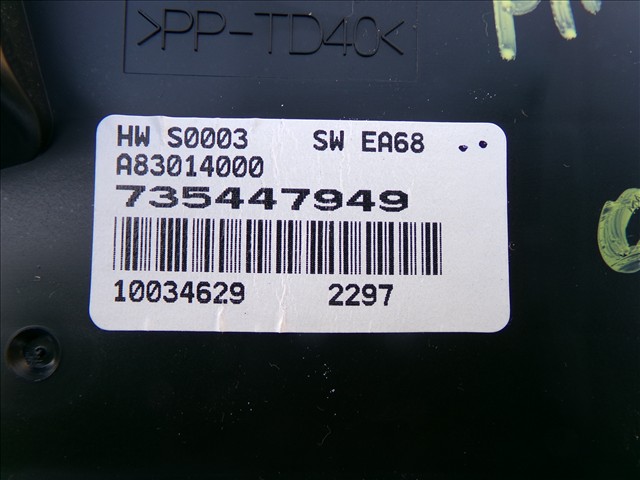 >PP-TD40<
HW S0003 SW EA68 ..
A83014000
735447949
10034629 2297